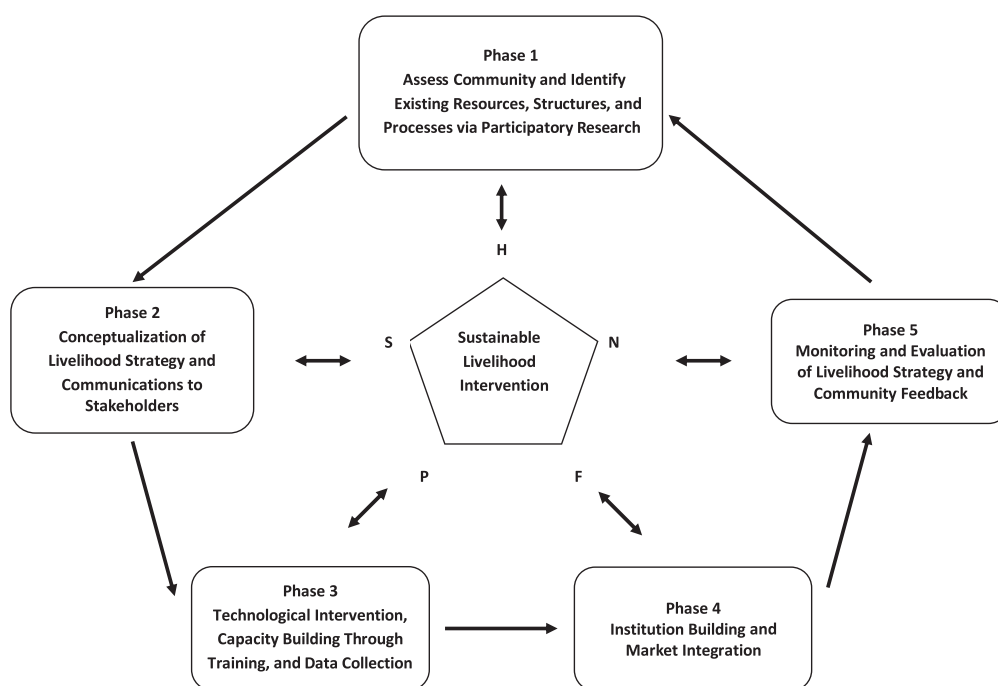 Phase 1
Assess Community and Identify
Existing Resources, Structures, and
Processes via Participatory Research
H
Phase 2
Conceptualization of
Livelihood Strategy and
Communications to
Stakeholders
S
Sustainable
Livelihood
Intervention
N
Phase 5
Monitoring and Evaluation
of Livelihood Strategy and
Community Feedback
P
F
Phase 3
Technological Intervention,
Capacity Building Through
Training, and Data Collection
Phase 4
Institution Building and
Market Integration